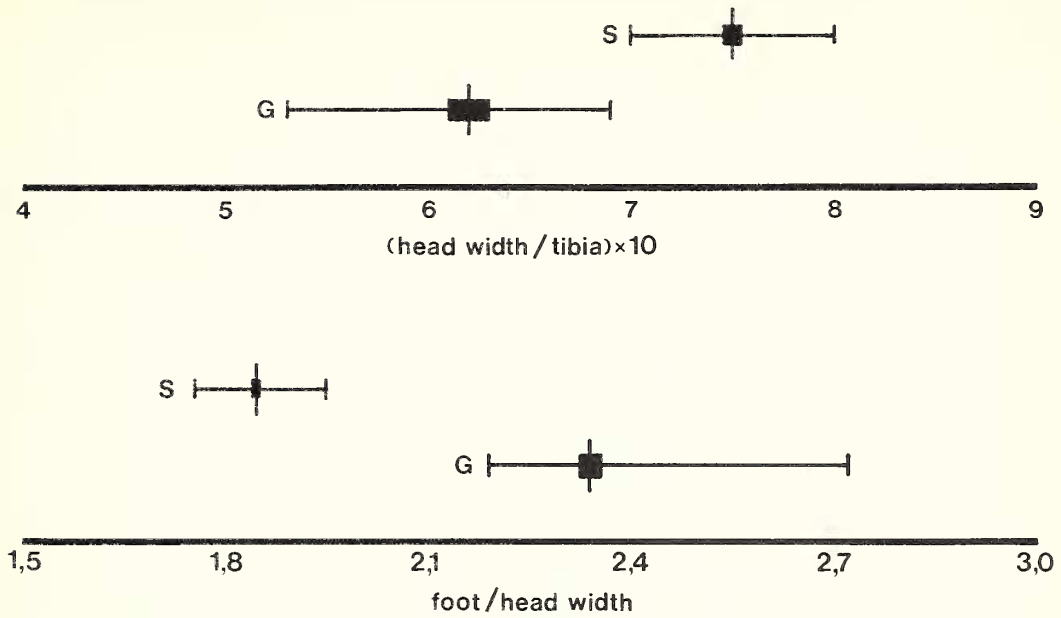 S
G
4 5 6 7 8 9
(head width/tibia)×10
S
G
1,5 1,8 2,1 2,4 2,7 3,0
foot/head width